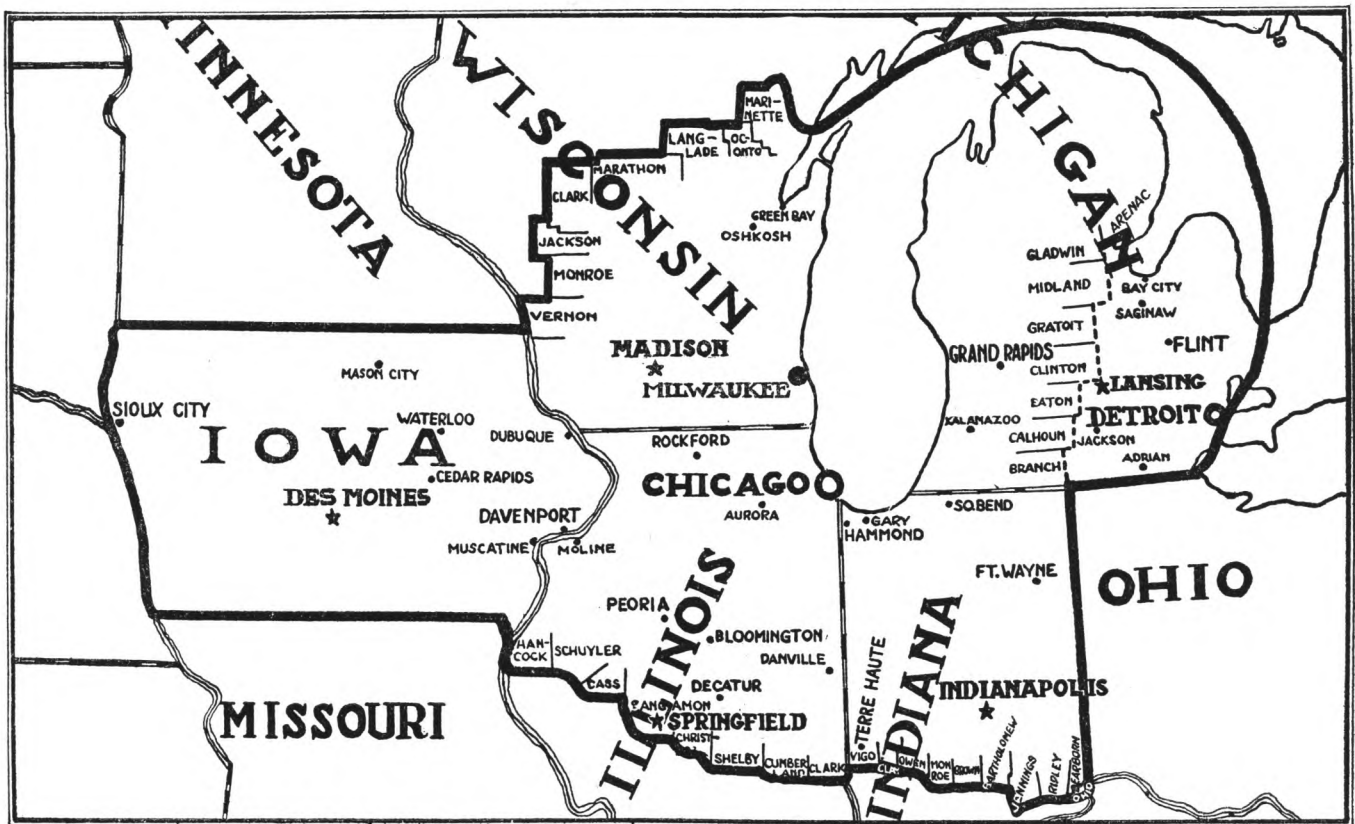 MINNESOTA
WISCONSIN
MICHIGAN
MARI-
NETTE
LANG-
LADE
OC-
ONTO
MARATHON
CLARK
GREEN BAY
OSHKOSH
JACKSON
MONROE
VERNON
ARENAC
GLADWIN
MIDLAND
BAY CITY
SAGINAW
GRATOIT
FLINT
GRAND RAPIDS
CLINTON
LANSING
EATON
DETROIT
KALAMAZOO
CALHOUN
JACKSON
BRANCH
ADRIAN
MADISON
MILWAUKEE
MASON CITY
SIOUX CITY
WATERLOO
DUBUQUE
IOWA
CEDAR RAPIDS
DES MOINES
DAVENPORT
MUSCATINE
MOLINE
ROCKFORD
CHICAGO
AURORA
GARY
HAMMOND
SO.BEND
FT. WAYNE
OHIO
PEORIA
ILLINOIS
BLOOMINGTON
DANVILLE
HAN-
COCK
SCHUYLER
CASS
DECATUR
SANGAMON
SPRINGFIELD
CHRIST-
SHELBY
CUMBER
LAND
CLARK
MISSOURI
INDIANA
TERRE HAUTE
INDIANAPOLIS
VIGO
OWEN
MON
ROE
BROWN
BARTHOLOMEW
JENNINGS
RIPLEY
DEARBORN
OHIO